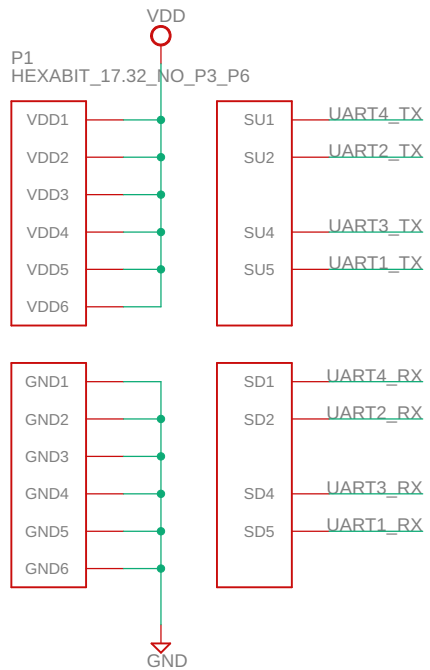 VDD
P1
HEXABIT_17.32_NO_P3_P6
VDD1
VDD2
VDD3
VDD4
VDD5
VDD6
SU1 UART4_TX
SU2 UART2_TX
SU4 UART3_TX
SU5 UART1_TX
GND1
GND2
GND3
GND4
GND5
GND6
SD1 UART4_RX
SD2 UART2_RX
SD4 UART3_RX
SD5 UART1_RX
GND